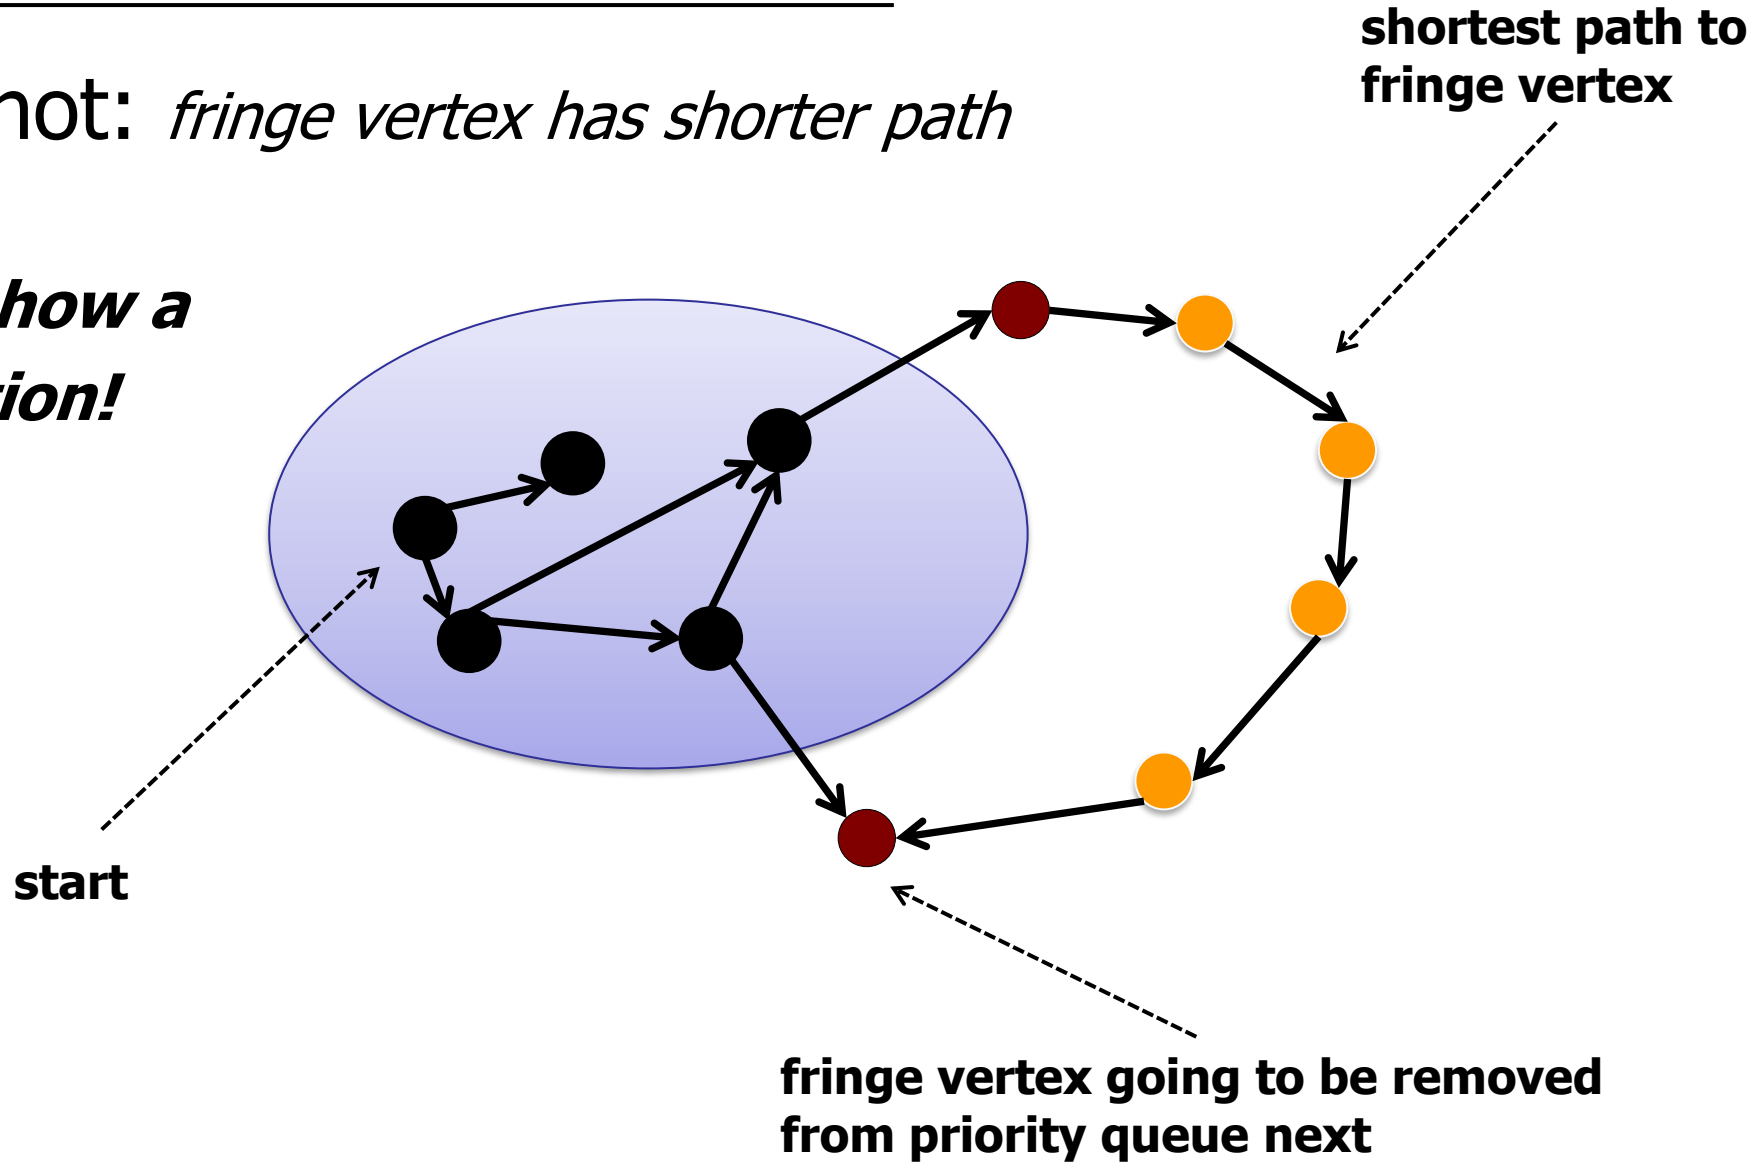 shortest path to
fringe vertex
not: fringe vertex has shorter path
how a
tion!
start
fringe vertex going to be removed
from priority queue next